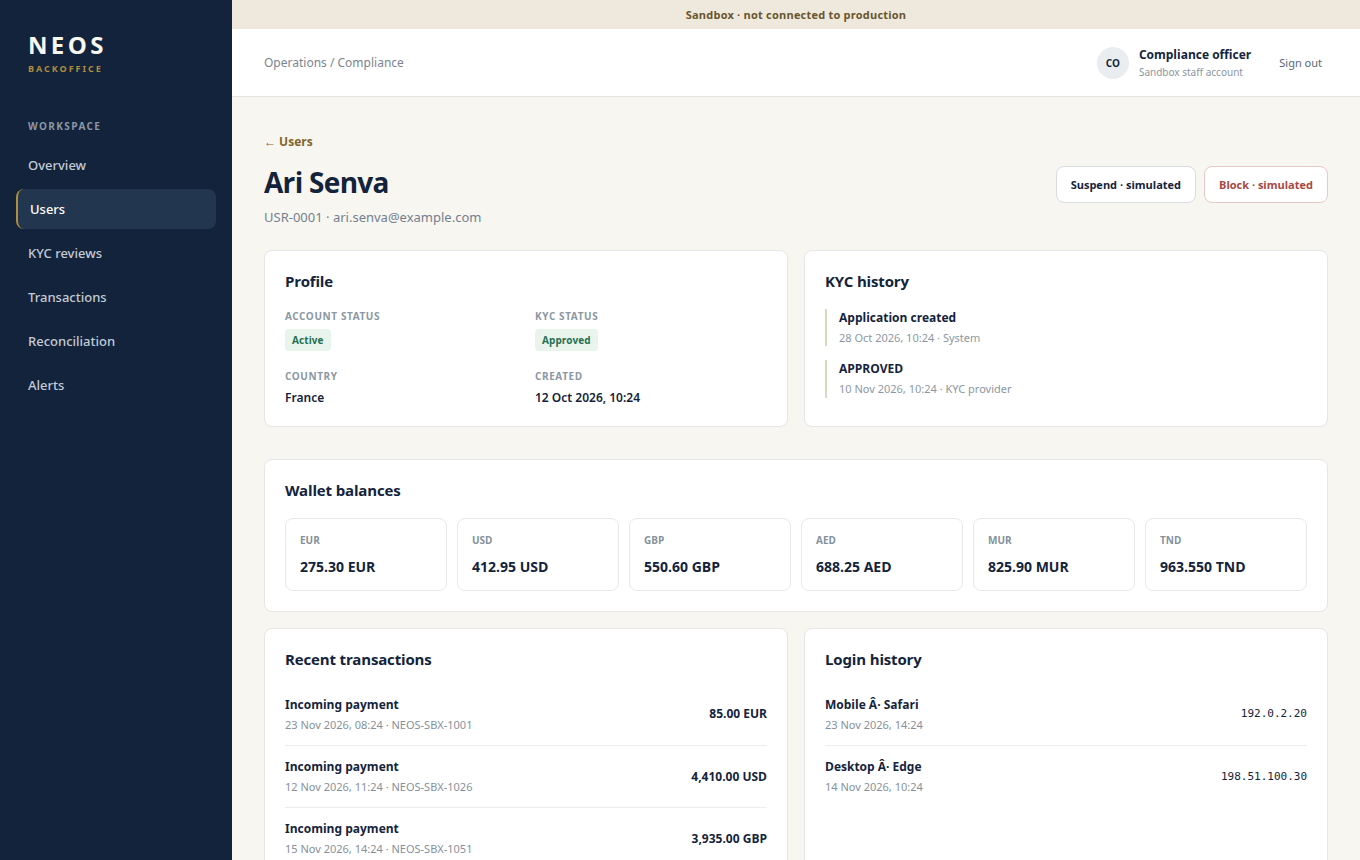 Sandbox · not connected to production
NEOS
BACKOFFICE
WORKSPACE
Overview
Users
KYC reviews
Transactions
Reconciliation
Alerts
Operations / Compliance
CO
Compliance officer
Sandbox staff account
Sign out
← Users
Ari Senva
USR-0001 · ari.senva@example.com
Suspend · simulated
Block · simulated
Profile
ACCOUNT STATUS
Active
KYC STATUS
Approved
COUNTRY
France
CREATED
12 Oct 2026, 10:24
KYC history
Application created
28 Oct 2026, 10:24 · System
APPROVED
10 Nov 2026, 10:24 · KYC provider
Wallet balances
EUR
275.30 EUR
USD
412.95 USD
GBP
550.60 GBP
AED
688.25 AED
MUR
825.90 MUR
TND
963.550 TND
Recent transactions
Incoming payment
23 Nov 2026, 08:24 · NEOS-SBX-1001
85.00 EUR
Incoming payment
12 Nov 2026, 11:24 · NEOS-SBX-1026
4,410.00 USD
Incoming payment
15 Nov 2026, 14:24 · NEOS-SBX-1051
3,935.00 GBP
Login history
Mobile Â· Safari
23 Nov 2026, 14:24
192.0.2.20
Desktop Â· Edge
14 Nov 2026, 10:24
198.51.100.30